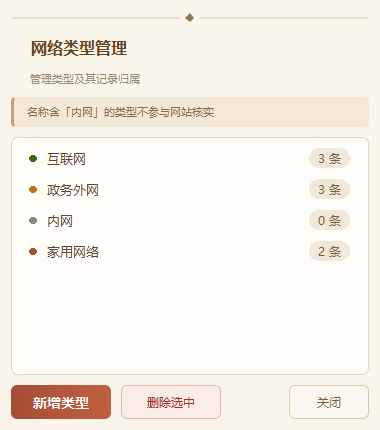 网络类型管理
管理类型及其记录归属
名称含「内网」的类型不参与网站核实
互联网 3 条
政务外网 3 条
内网 0 条
家用网络 2 条
新增类型 删除选中 关闭